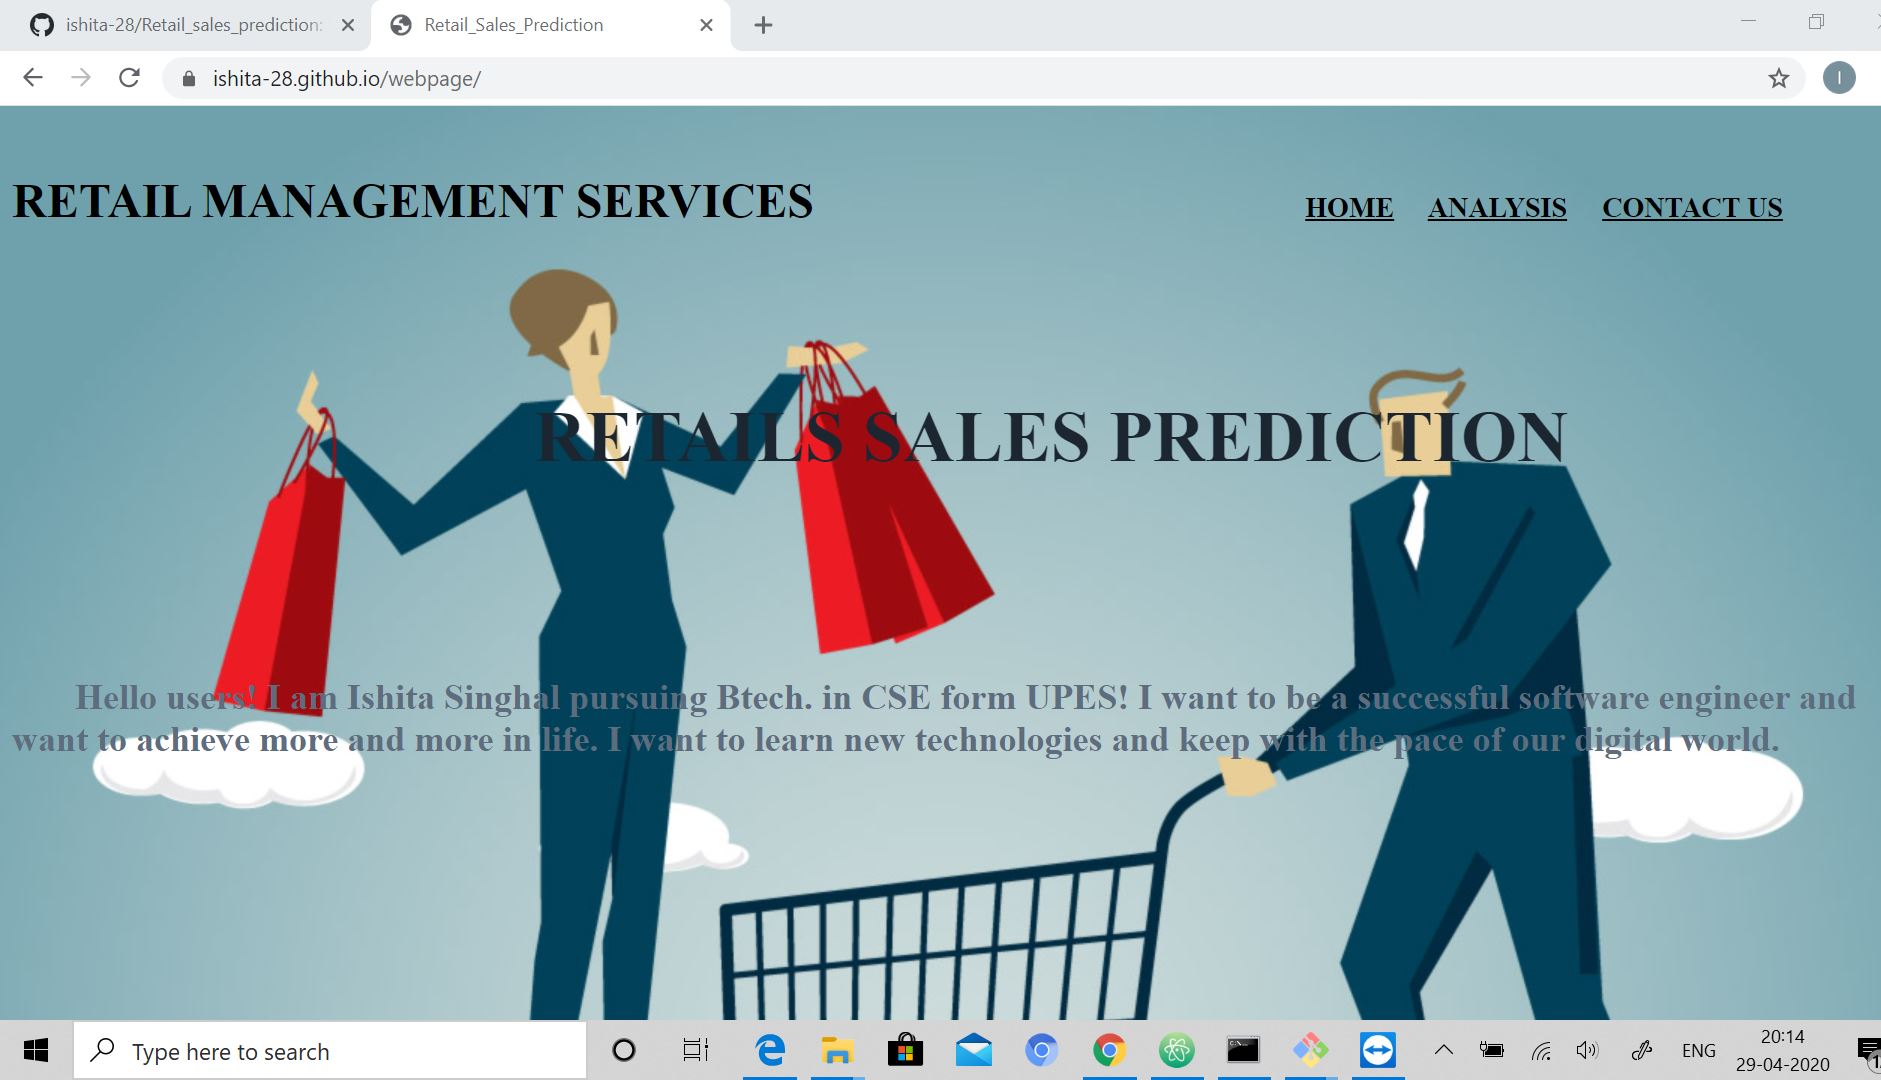 ishita-28/Retail_sales_prediction:
Retail_Sales_Prediction
ishita-28.github.io/webpage/
I
RETAIL MANAGEMENT SERVICES
HOME ANALYSIS CONTACT US
RETAILS SALES PREDICTION
Hello users! I am Ishita Singhal pursuing Btech. in CSE form UPES! I want to be a successful software engineer and
want to achieve more and more in life. I want to learn new technologies and keep with the pace of our digital world.
Type here to search
ENG
20:14
29-04-2020